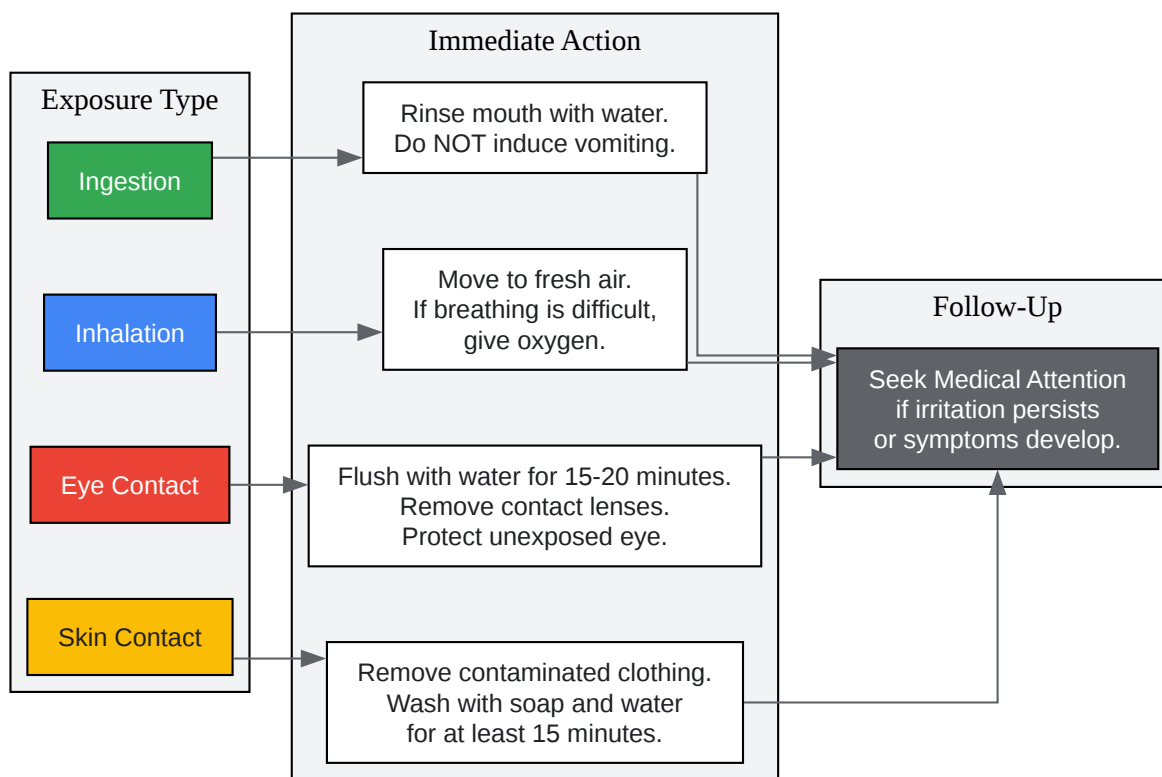 Immediate Action
Exposure Type
Rinse mouth with water.
Do NOT induce vomiting.
Ingestion
Move to fresh air.
If breathing is difficult,
give oxygen.
Inhalation
Follow-Up
Seek Medical Attention
if irritation persists
or symptoms develop.
Eye Contact
Flush with water for 15-20 minutes.
Remove contact lenses.
Protect unexposed eye.
Skin Contact
Remove contaminated clothing.
Wash with soap and water
for at least 15 minutes.